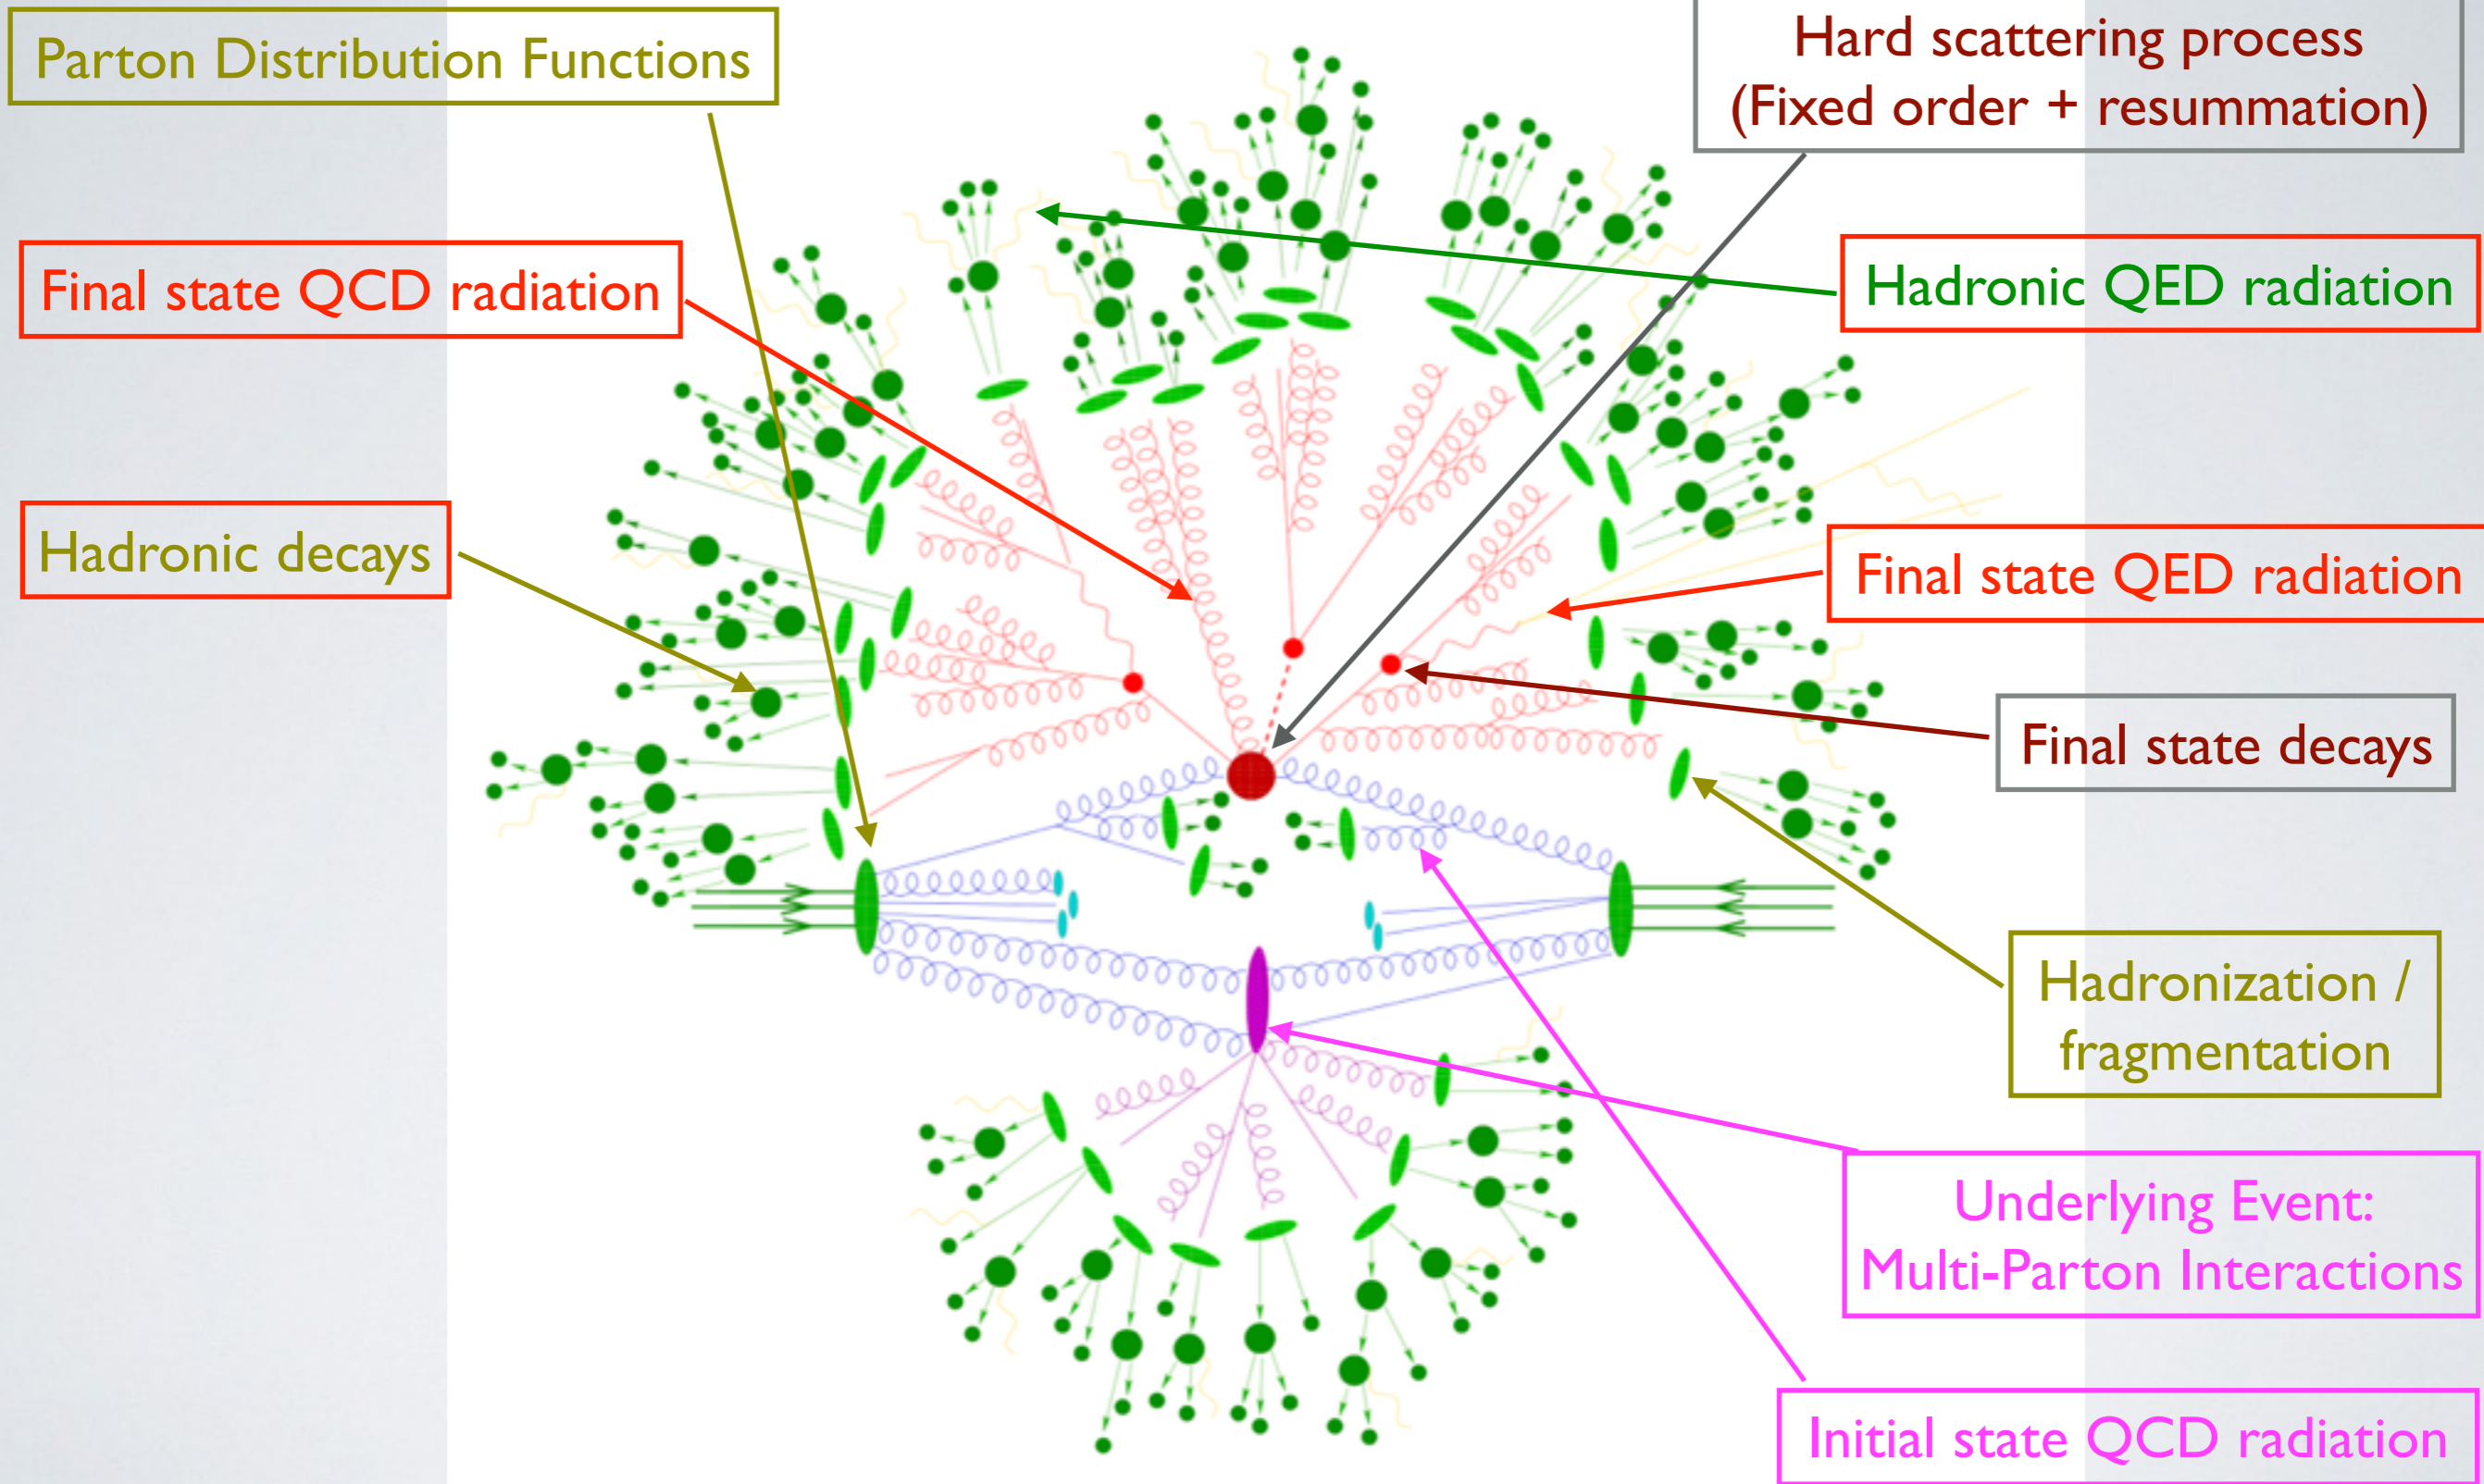 Parton Distribution Functions
Hard scattering process
(Fixed order + resummation)
Final state QCD radiation
Hadronic QED radiation
Hadronic decays
Final state QED radiation
Final state decays
Hadronization /
fragmentation
Underlying Event:
Multi-Parton Interactions
Initial state QCD radiation